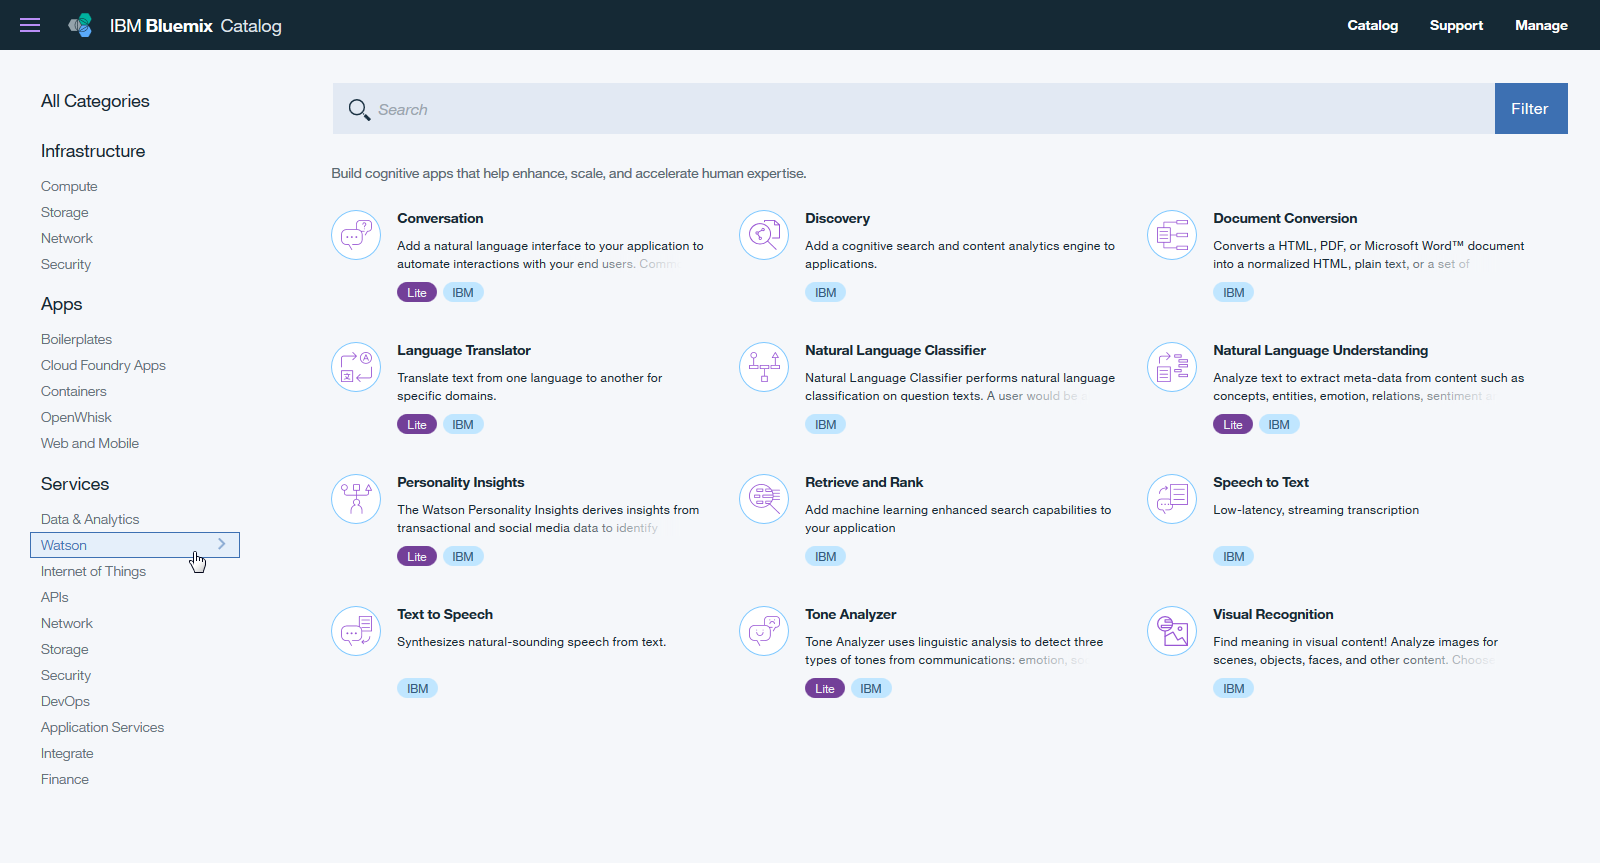 IBM Bluemix Catalog
Catalog
Support
Manage
All Categories
Infrastructure
Compute
Storage
Network
Security
Apps
Boilerplates
Cloud Foundry Apps
Containers
OpenWhisk
Web and Mobile
Services
Data & Analytics
Watson
Internet of Things
APIs
Network
Storage
Security
DevOps
Application Services
Integrate
Finance
Search
Filter
Build cognitive apps that help enhance, scale, and accelerate human expertise.
Conversation
Add a natural language interface to your application to
automate interactions with your end users.
Lite IBM
Discovery
Add a cognitive search and content analytics engine to
applications.
IBM
Document Conversion
Converts a HTML, PDF, or Microsoft Word™ document
into a normalized HTML, plain text, or a set of
IBM
Language Translator
Translate text from one language to another for
specific domains.
Lite IBM
Natural Language Classifier
Natural Language Classifier performs natural language
classification on question texts. A user would be a
IBM
Natural Language Understanding
Analyze text to extract meta-data from content such as
concepts, entities, emotion, relations, sentiment
Lite IBM
Personality Insights
The Watson Personality Insights derives insights from
transactional and social media data to identify
Lite IBM
Retrieve and Rank
Add machine learning enhanced search capabilities to
your application
IBM
Speech to Text
Low-latency, streaming transcription
IBM
Text to Speech
Synthesizes natural-sounding speech from text.
IBM
Tone Analyzer
Tone Analyzer uses linguistic analysis to detect three
types of tones from communications: emotion,
Lite IBM
Visual Recognition
Find meaning in visual content! Analyze images for
scenes, objects, faces, and other content. Choose
IBM